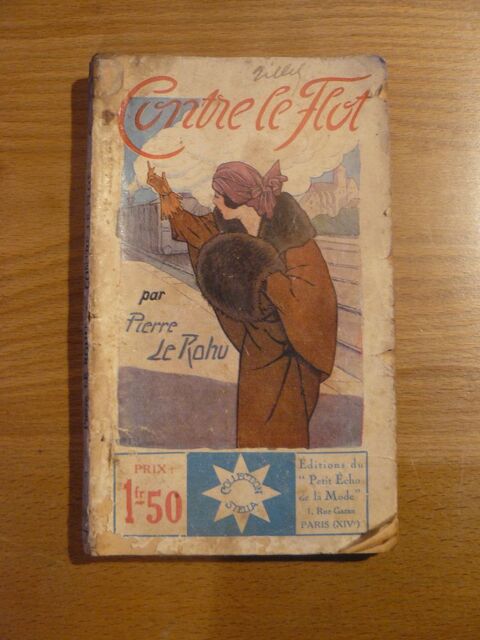 Contre le Flot
par
Pierre
Le Rohu
PRIX :
1fr50
COLLECTION
STELLA
Éditions du
"Petit Écho
de la Mode"
1, Rue Gazan
PARIS (XIVe)